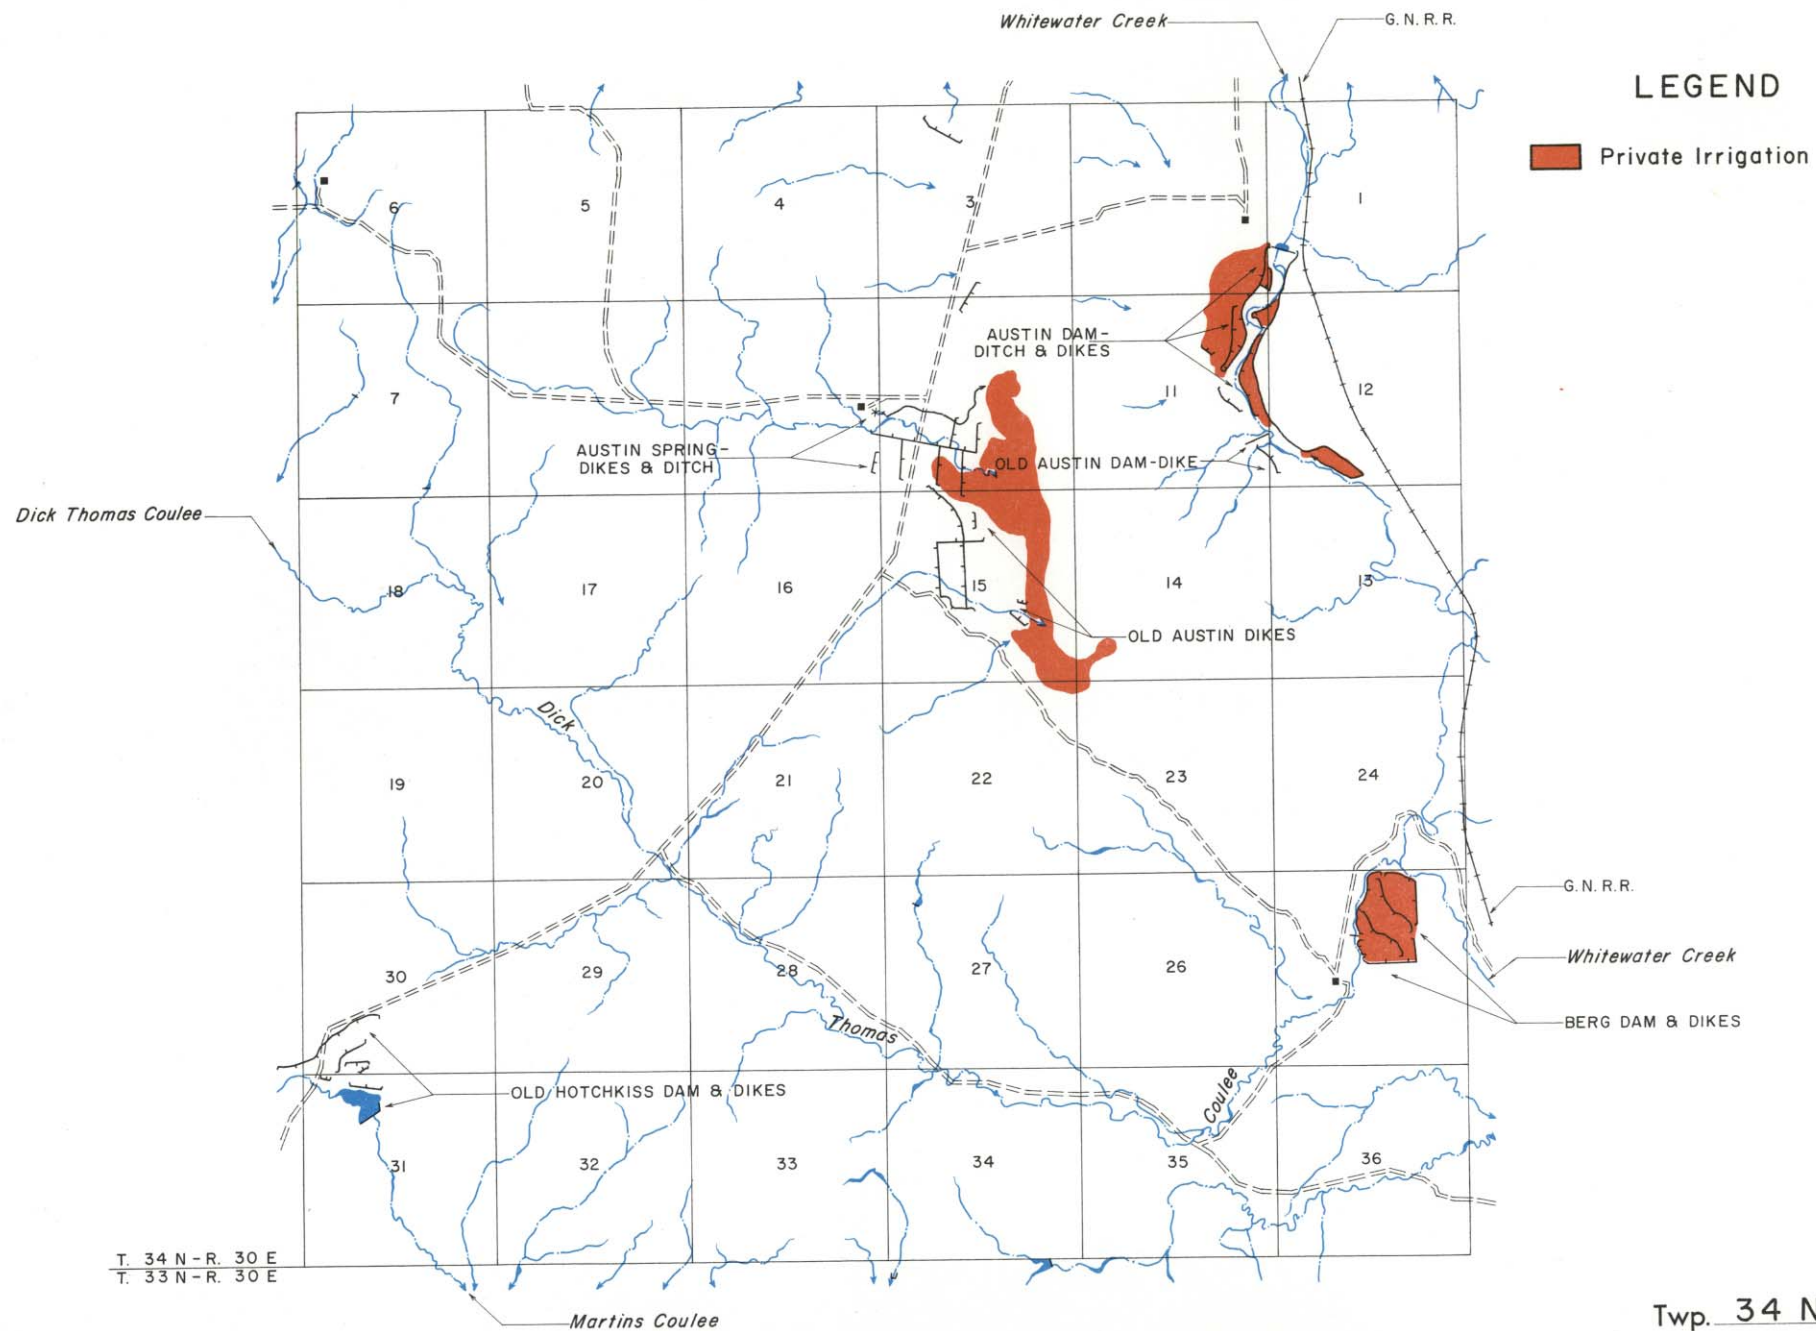 Whitewater Creek
G. N. R. R.
LEGEND
Private Irrigation
6
5
4
3
1
AUSTIN DAM-
DITCH & DIKES
7
11
12
AUSTIN SPRING-
DIKES & DITCH
OLD AUSTIN DAM-DIKE
Dick Thomas Coulee
18
17
16
15
14
13
OLD AUSTIN DIKES
Dick
19
20
21
22
23
24
G.N.R.R.
30
29
28
27
26
Whitewater Creek
Thomas
BERG DAM & DIKES
OLD HOTCHKISS DAM & DIKES
Coulee
31
32
33
34
35
36
T. 34 N-R. 30 E
T. 33 N-R. 30 E
Martins Coulee
Twp. 34 N